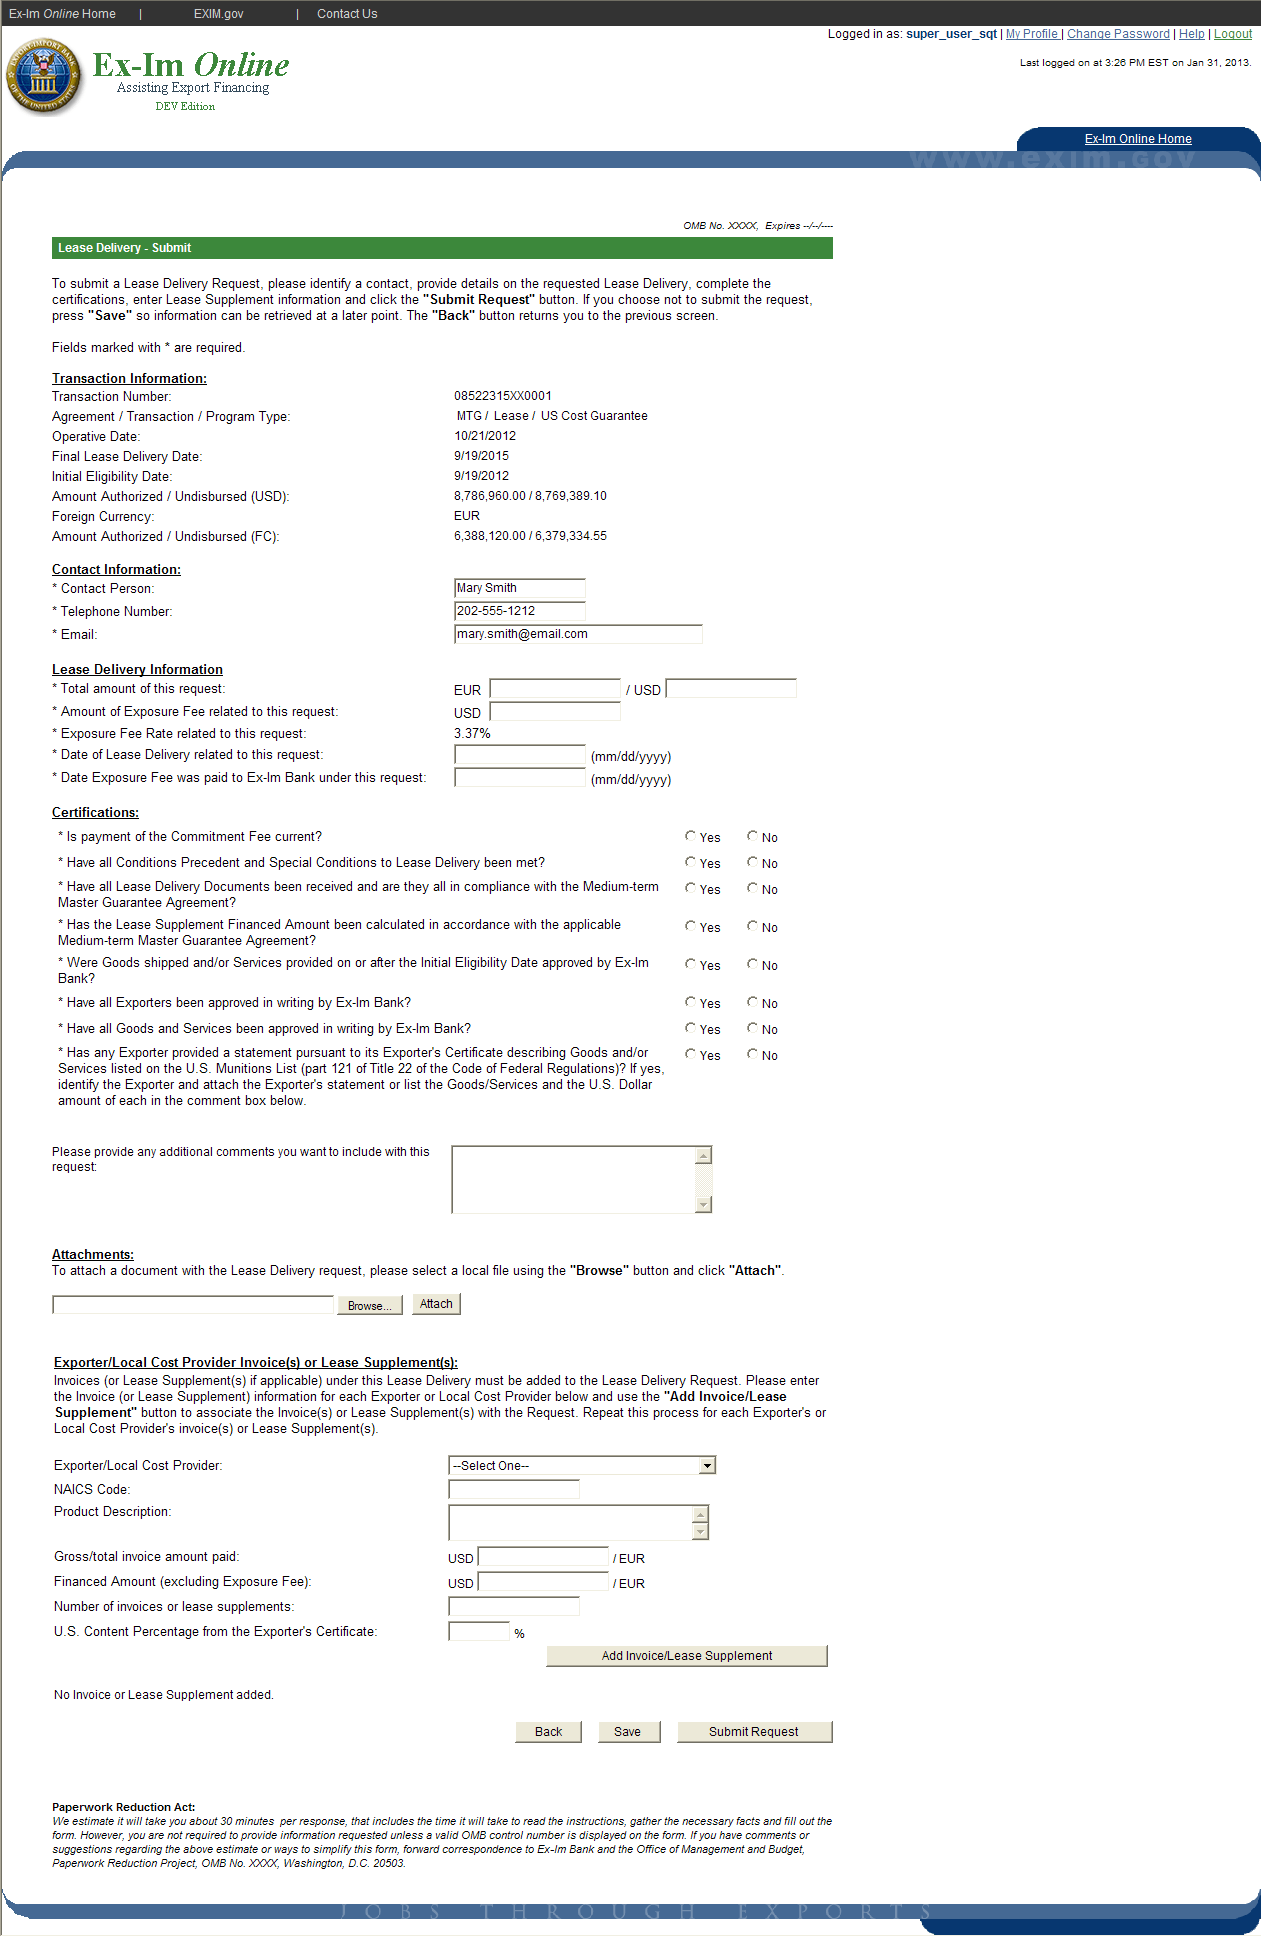 Ex-Im Online Home | EXIM.gov | Contact Us
Logged in as: super_user_sqt | My Profile | Change Password | Help | Logout
Last logged on at 3:26 PM EST on Jan 31, 2013.
EXPORT-IMPORT BANK OF THE UNITED STATES
Ex-Im Online
Assisting Export Financing
DEV Edition
Ex-Im Online Home
www.exim.gov
OMB No. XXXX, Expires --/--/----
Lease Delivery - Submit
To submit a Lease Delivery Request, please identify a contact, provide details on the requested Lease Delivery, complete the
certifications, enter Lease Supplement information and click the "Submit Request" button. If you choose not to submit the request,
press "Save" so information can be retrieved at a later point. The "Back" button returns you to the previous screen.
Fields marked with * are required.
Transaction Information:
Transaction Number: 08522315XX0001
Agreement / Transaction / Program Type: MTG / Lease / US Cost Guarantee
Operative Date: 10/21/2012
Final Lease Delivery Date: 9/19/2015
Initial Eligibility Date: 9/19/2012
Amount Authorized / Undisbursed (USD): 8,786,960.00 / 8,769,389.10
Foreign Currency: EUR
Amount Authorized / Undisbursed (FC): 6,388,120.00 / 6,379,334.55
Contact Information:
* Contact Person: Mary Smith
* Telephone Number: 202-555-1212
* Email: mary.smith@email.com
Lease Delivery Information
* Total amount of this request: EUR / USD
* Amount of Exposure Fee related to this request: USD
* Exposure Fee Rate related to this request: 3.37%
* Date of Lease Delivery related to this request: (mm/dd/yyyy)
* Date Exposure Fee was paid to Ex-Im Bank under this request: (mm/dd/yyyy)
Certifications:
* Is payment of the Commitment Fee current? Yes No
* Have all Conditions Precedent and Special Conditions to Lease Delivery been met? Yes No
* Have all Lease Delivery Documents been received and are they all in compliance with the Medium-term Yes No
Master Guarantee Agreement?
* Has the Lease Supplement Financed Amount been calculated in accordance with the applicable Yes No
Medium-term Master Guarantee Agreement?
* Were Goods shipped and/or Services provided on or after the Initial Eligibility Date approved by Ex-Im Yes No
Bank?
* Have all Exporters been approved in writing by Ex-Im Bank? Yes No
* Have all Goods and Services been approved in writing by Ex-Im Bank? Yes No
* Has any Exporter provided a statement pursuant to its Exporter's Certificate describing Goods and/or Yes No
Services listed on the U.S. Munitions List (part 121 of Title 22 of the Code of Federal Regulations)? If yes,
identify the Exporter and attach the Exporter's statement or list the Goods/Services and the U.S. Dollar
amount of each in the comment box below.
Please provide any additional comments you want to include with this
request:
Attachments:
To attach a document with the Lease Delivery request, please select a local file using the "Browse" button and click "Attach".
Browse... Attach
Exporter/Local Cost Provider Invoice(s) or Lease Supplement(s):
Invoices (or Lease Supplement(s) if applicable) under this Lease Delivery must be added to the Lease Delivery Request. Please enter
the Invoice (or Lease Supplement) information for each Exporter or Local Cost Provider below and use the "Add Invoice/Lease
Supplement" button to associate the Invoice(s) or Lease Supplement(s) with the Request. Repeat this process for each Exporter's or
Local Cost Provider's invoice(s) or Lease Supplement(s).
Exporter/Local Cost Provider: --Select One--
NAICS Code:
Product Description:
Gross/total invoice amount paid: USD / EUR
Financed Amount (excluding Exposure Fee): USD / EUR
Number of invoices or lease supplements:
U.S. Content Percentage from the Exporter's Certificate: %
Add Invoice/Lease Supplement
No Invoice or Lease Supplement added.
Back Save Submit Request
Paperwork Reduction Act:
We estimate it will take you about 30 minutes per response, that includes the time it will take to read the instructions, gather the necessary facts and fill out the
form. However, you are not required to provide information requested unless a valid OMB control number is displayed on the form. If you have comments or
suggestions regarding the above estimate or ways to simplify this form, forward correspondence to Ex-Im Bank and the Office of Management and Budget,
Paperwork Reduction Project, OMB No. XXXX, Washington, D.C. 20503.
JOBS THROUGH EXPORTS